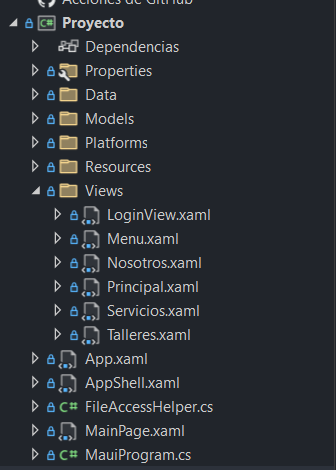 Acciones de GitHub
C# Proyecto
Dependencias
Properties
Data
Models
Platforms
Resources
Views
LoginView.xaml
Menu.xaml
Nosotros.xaml
Principal.xaml
Servicios.xaml
Talleres.xaml
App.xaml
AppShell.xaml
C# FileAccessHelper.cs
MainPage.xaml
C# MauiProgram.cs